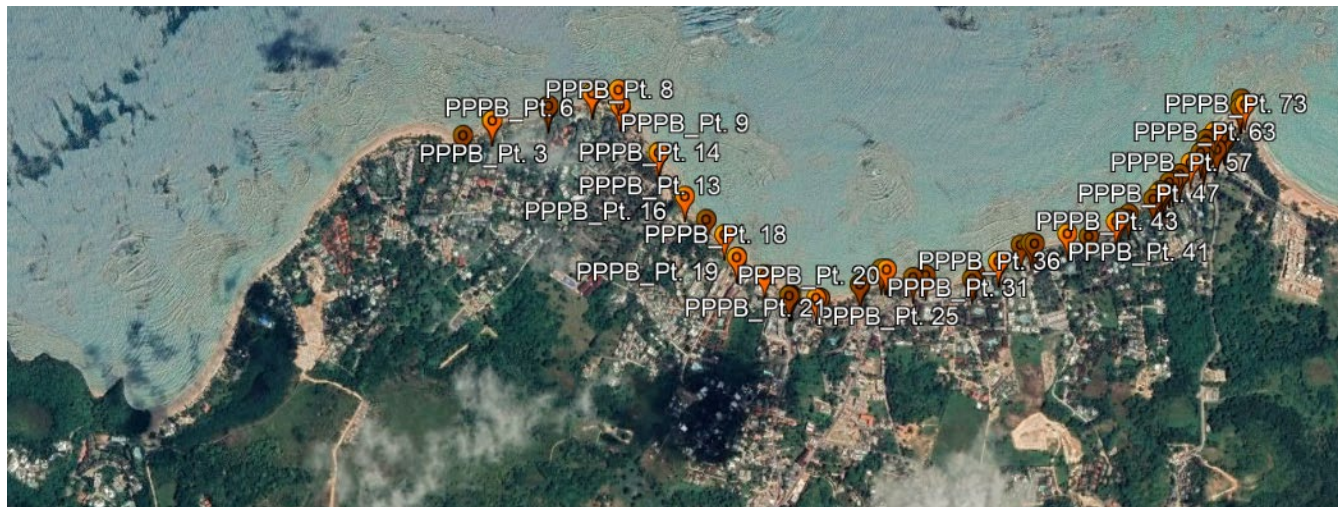 PPPB_Pt. 8
PPPB_Pt. 6
PPPB_Pt. 9
PPPB_Pt. 3
PPPB_Pt. 14
PPPB_Pt. 13
PPPB_Pt. 16
PPPB_Pt. 18
PPPB_Pt. 19
PPPB_Pt. 20
PPPB_Pt. 21
PPPB_Pt. 25
PPPB_Pt. 31
PPPB_Pt. 36
PPPB_Pt. 41
PPPB_Pt. 43
PPPB_Pt. 47
PPPB_Pt. 57
PPPB_Pt. 63
PPPB_Pt. 73